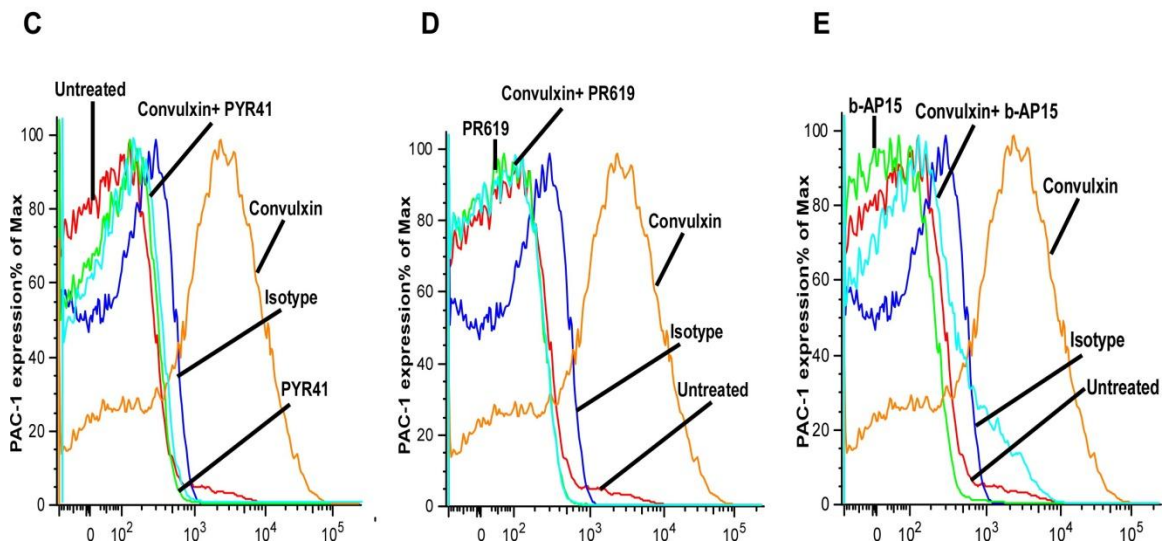 C
Untreated
Convulxin+ PYR41
Convulxin
Isotype
PYR41
PAC-1 expression% of Max
100
80
60
40
20
0
0 10² 10³ 10⁴ 10⁵
D
Convulxin+ PR619
PR619
Convulxin
Isotype
Untreated
PAC-1 expression% of Max
100
80
60
40
20
0
0 10² 10³ 10⁴ 10⁵
E
b-AP15
Convulxin+ b-AP15
Convulxin
Isotype
Untreated
PAC-1 expression% of Max
100
80
60
40
20
0
0 10² 10³ 10⁴ 10⁵